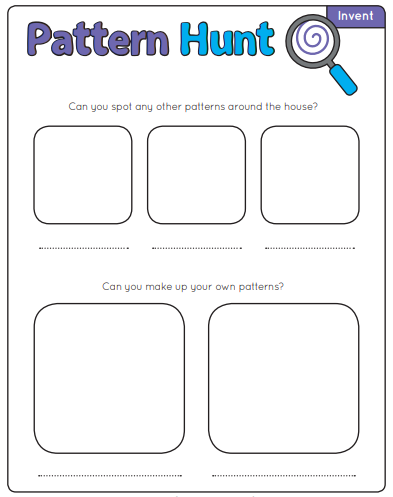 Invent
Pattern Hunt
Can you spot any other patterns around the house?
Can you make up your own patterns?